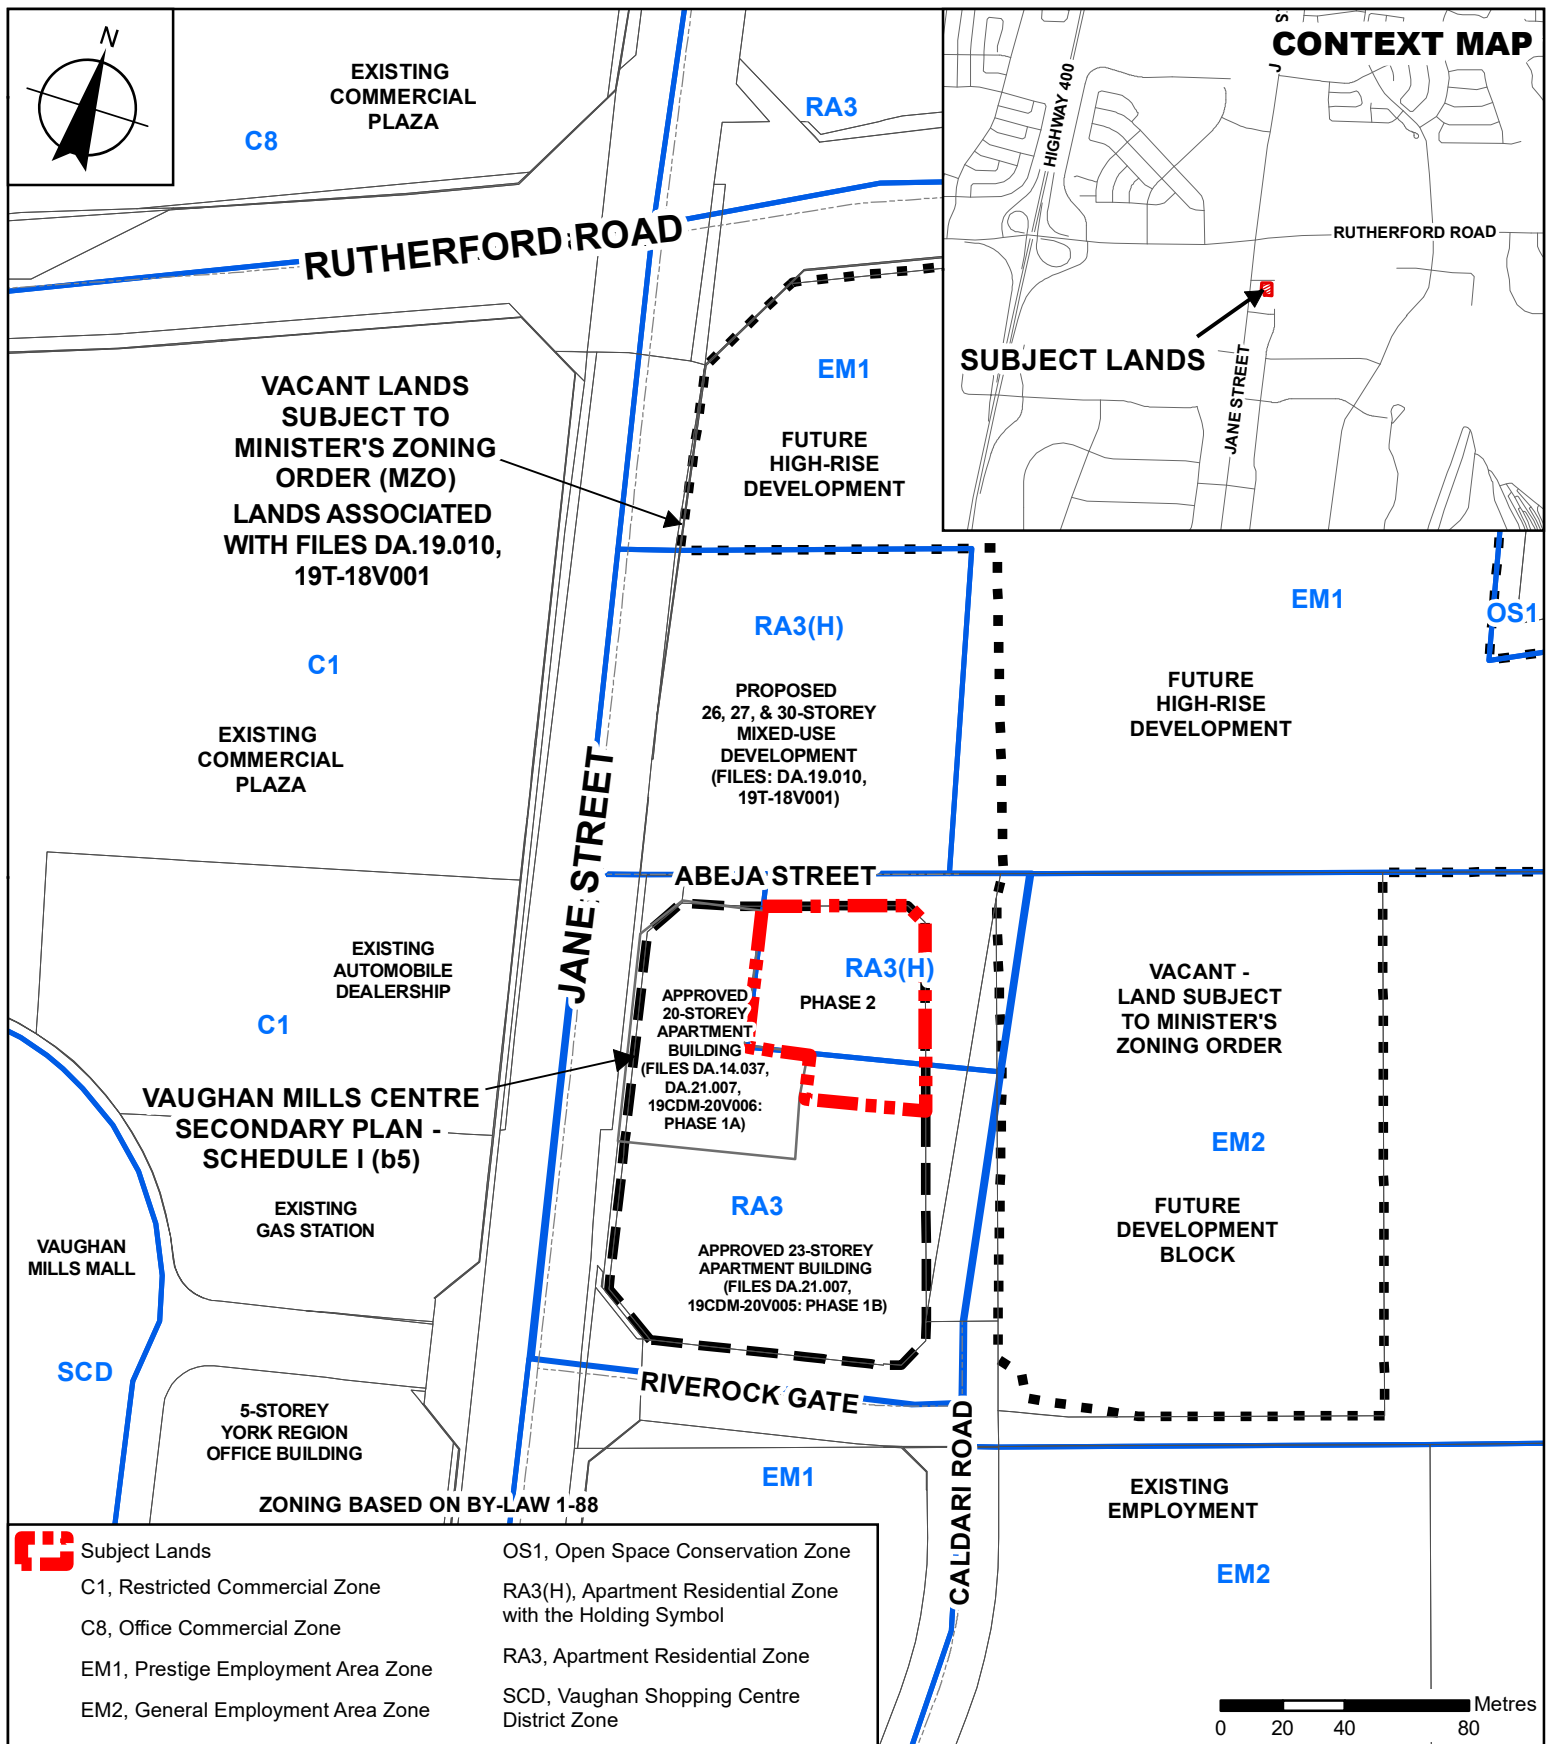 N
EXISTING
COMMERCIAL
PLAZA
C8
RA3
RUTHERFORD ROAD
CONTEXT MAP
HIGHWAY 400
RUTHERFORD ROAD
SUBJECT LANDS
JANE STREET
VACANT LANDS
SUBJECT TO
MINISTER'S ZONING
ORDER (MZO)
LANDS ASSOCIATED
WITH FILES DA.19.010,
19T-18V001
EM1
FUTURE
HIGH-RISE
DEVELOPMENT
C1
EXISTING
COMMERCIAL
PLAZA
RA3(H)
PROPOSED
26, 27, & 30-STOREY
MIXED-USE
DEVELOPMENT
(FILES: DA.19.010,
19T-18V001)
EM1
OS1
FUTURE
HIGH-RISE
DEVELOPMENT
JANE STREET
ABEJA STREET
EXISTING
AUTOMOBILE
DEALERSHIP
C1
APPROVED
20-STOREY
APARTMENT
BUILDING
(FILES DA.14.037,
DA.21.007,
19CDM-20V006:
PHASE 1A)
RA3(H)
PHASE 2
VACANT -
LAND SUBJECT
TO MINISTER'S
ZONING ORDER
VAUGHAN MILLS CENTRE
SECONDARY PLAN -
SCHEDULE I (b5)
EM2
FUTURE
DEVELOPMENT
BLOCK
RA3
APPROVED 23-STOREY
APARTMENT BUILDING
(FILES DA.21.007,
19CDM-20V005: PHASE 1B)
EXISTING
GAS STATION
VAUGHAN
MILLS MALL
SCD
RIVEROCK GATE
CALDARI ROAD
5-STOREY
YORK REGION
OFFICE BUILDING
EM1
EXISTING
EMPLOYMENT
EM2
ZONING BASED ON BY-LAW 1-88
Subject Lands
C1, Restricted Commercial Zone
C8, Office Commercial Zone
EM1, Prestige Employment Area Zone
EM2, General Employment Area Zone
OS1, Open Space Conservation Zone
RA3(H), Apartment Residential Zone
with the Holding Symbol
RA3, Apartment Residential Zone
SCD, Vaughan Shopping Centre
District Zone
Metres
0 20 40 80